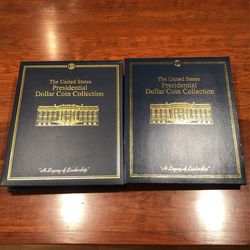 The United States
Presidential
Dollar Coin Collection
"A Legacy of Leadership"
The United States
Presidential
Dollar Coin Collection
"A Legacy of Leadership"